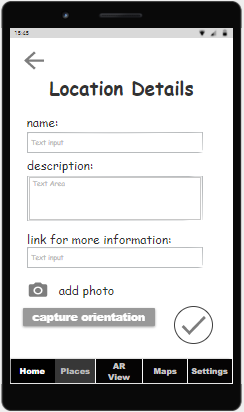 15:45
Location Details
name:
Text input
description:
Text Area
link for more information:
Text input
add photo
capture orientation
Home Places AR View Maps Settings